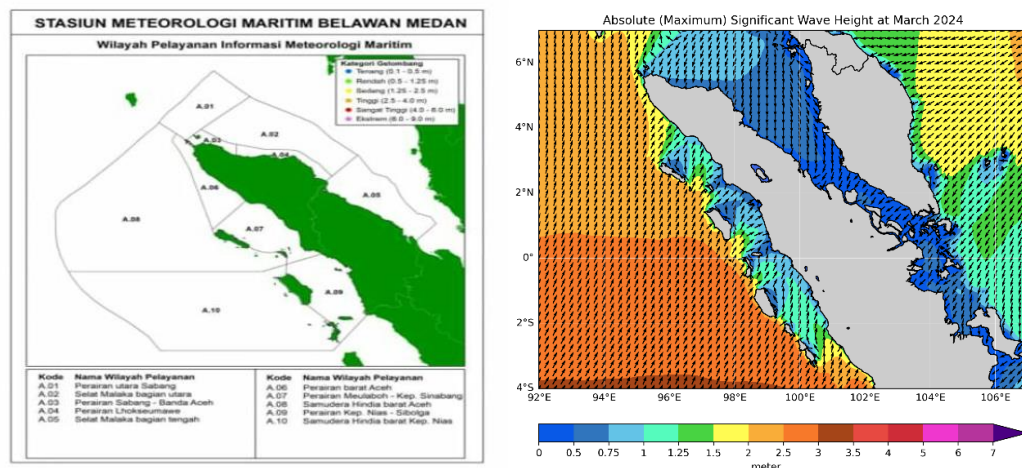 STASIUN METEOROLOGI MARITIM BELAWAN MEDAN
Wilayah Pelayanan Informasi Meteorologi Maritim
Kategori Gelombang
Tenang (0.1 - 0.5 m)
Rendah (0.5 - 1.25 m)
Sedang (1.25 - 2.5 m)
Tinggi (2.5 - 4.0 m)
Sangat Tinggi (4.0 - 6.0 m)
Ekstrem (6.0 - 9.0 m)
A.01
A.02
A.03
A.04
A.05
A.06
A.07
A.08
A.09
A.10
Kode Nama Wilayah Pelayanan
A.01 Perairan utara Sabang
A.02 Selat Malaka bagian utara
A.03 Perairan Sabang - Banda Aceh
A.04 Perairan Lhokseumawe
A.05 Selat Malaka bagian tengah
Kode Nama Wilayah Pelayanan
A.06 Perairan barat Aceh
A.07 Perairan Meulaboh - Kep. Sinabang
A.08 Samudera Hindia barat Aceh
A.09 Perairan Kep. Nias - Sibolga
A.10 Samudera Hindia barat Kep. Nias
Absolute (Maximum) Significant Wave Height at March 2024
6°N
4°N
2°N
0°
2°S
4°S
92°E 94°E 96°E 98°E 100°E 102°E 104°E 106°E
0 0.5 0.75 1 1.25 1.5 2 2.5 3 3.5 4 5 6 7
meter